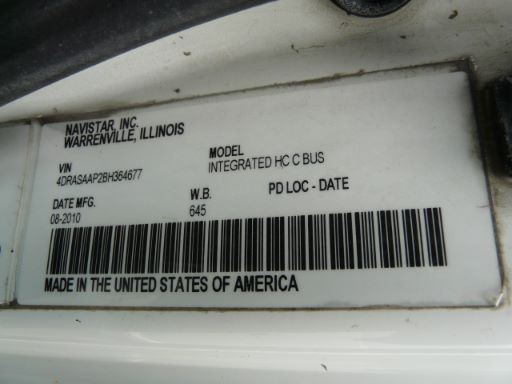 NAVISTAR, INC.
WARRENVILLE, ILLINOIS
VIN
4DRASAAP2BH364677
MODEL
INTEGRATED HC C BUS
DATE MFG.
08-2010
W.B.
645
PD LOC - DATE
MADE IN THE UNITED STATES OF AMERICA